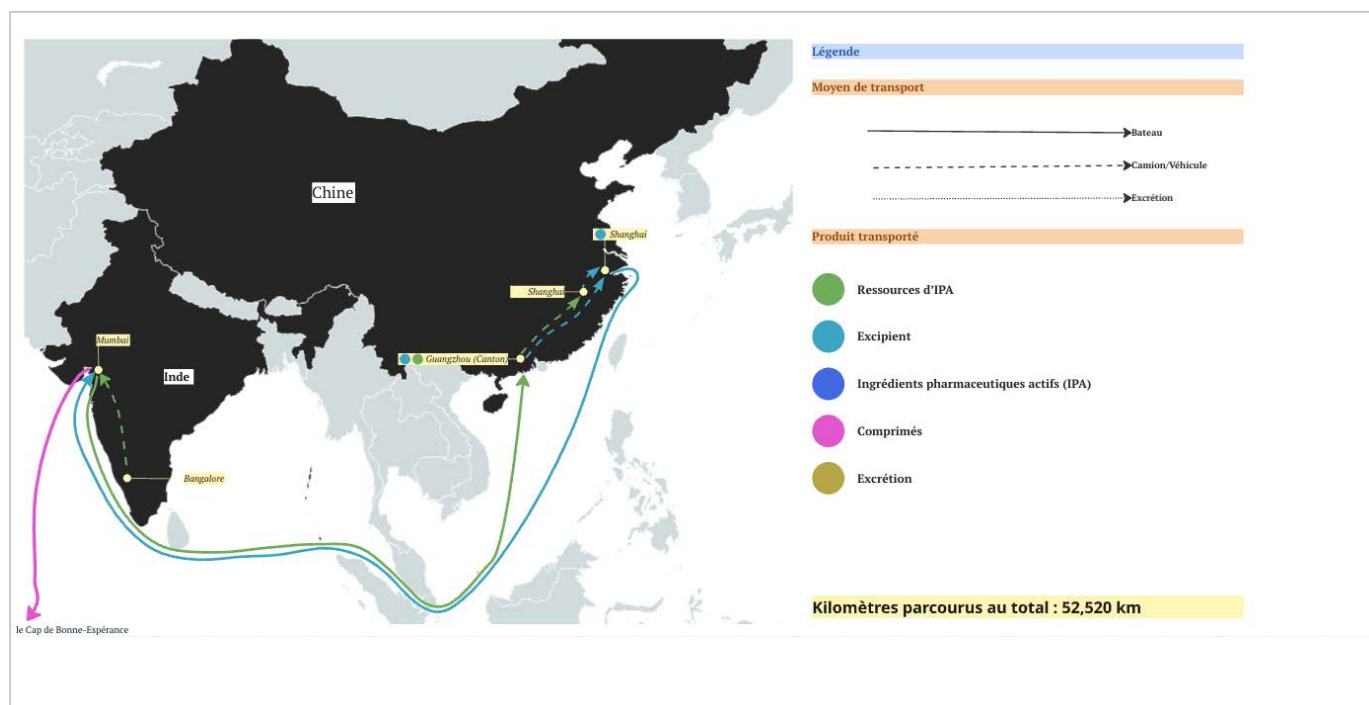 Légende
Moyen de transport
Bateau
Camion/Véhicule
Excrétion
Produit transporté
Ressources d’IPA
Excipient
Ingrédients pharmaceutiques actifs (IPA)
Comprimés
Excrétion
Kilomètres parcourus au total : 52,520 km
Chine
Shanghai
Shanghai
Guangzhou (Canton)
Mumbai
Inde
Bangalore
le Cap de Bonne-Espérance